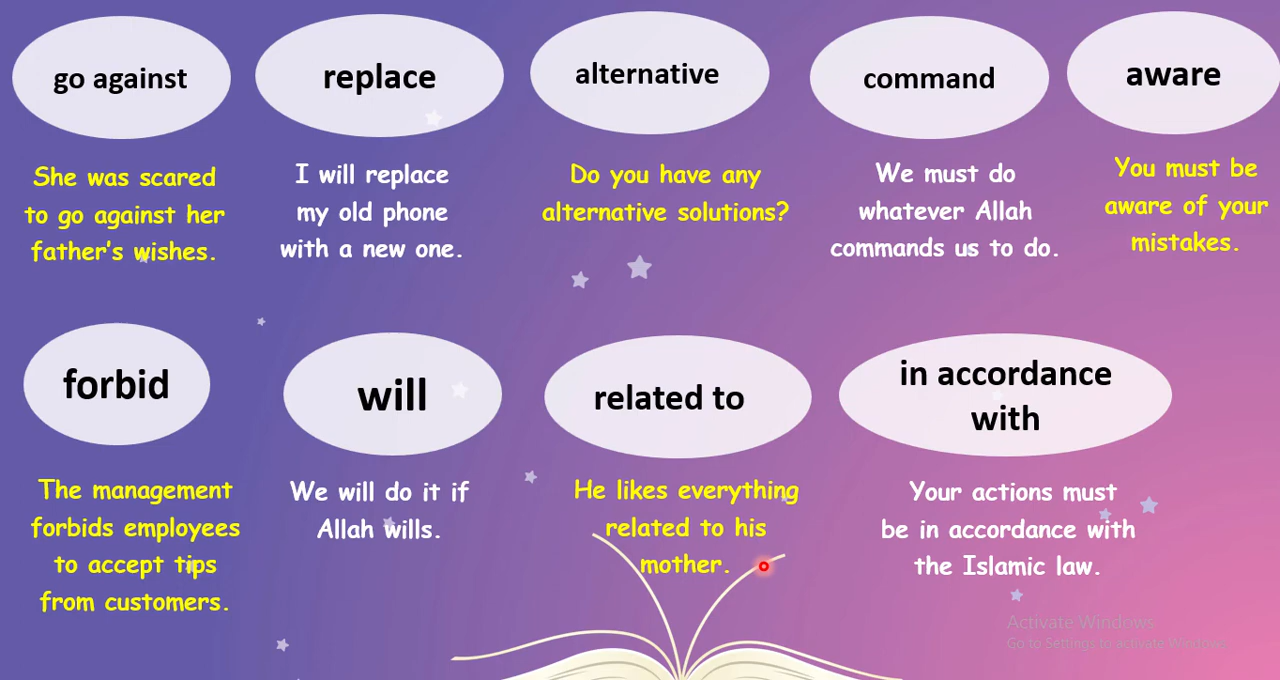 go against
replace
alternative
command
aware
She was scared
to go against her
father's wishes.
I will replace
my old phone
with a new one.
Do you have any
alternative solutions?
We must do
whatever Allah
commands us to do.
You must be
aware of your
mistakes.
forbid
will
related to
in accordance
with
The management
forbids employees
to accept tips
from customers.
We will do it if
Allah wills.
He likes everything
related to his
mother.
Your actions must
be in accordance with
the Islamic law.
Activate Windows
Go to Settings to activate Windows.